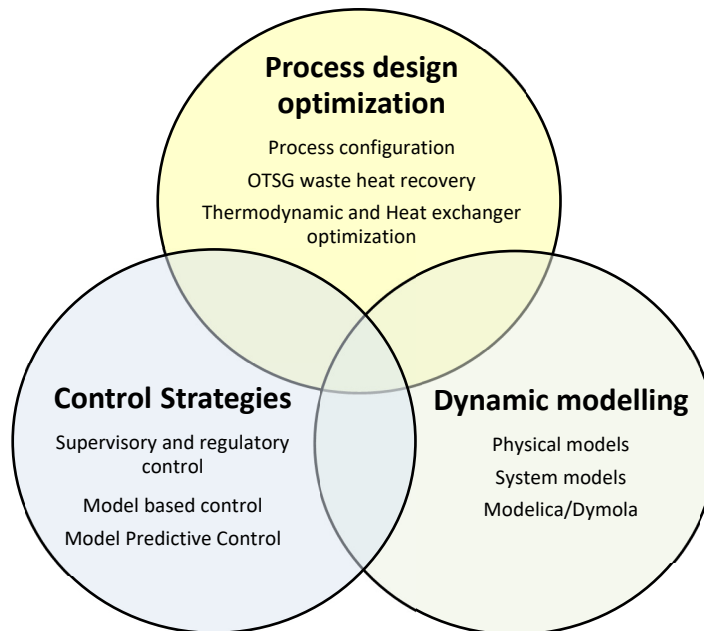 Process design
optimization
Process configuration
OTSG waste heat recovery
Thermodynamic and Heat exchanger
optimization
Control Strategies
Supervisory and regulatory
control
Model based control
Model Predictive Control
Dynamic modelling
Physical models
System models
Modelica/Dymola